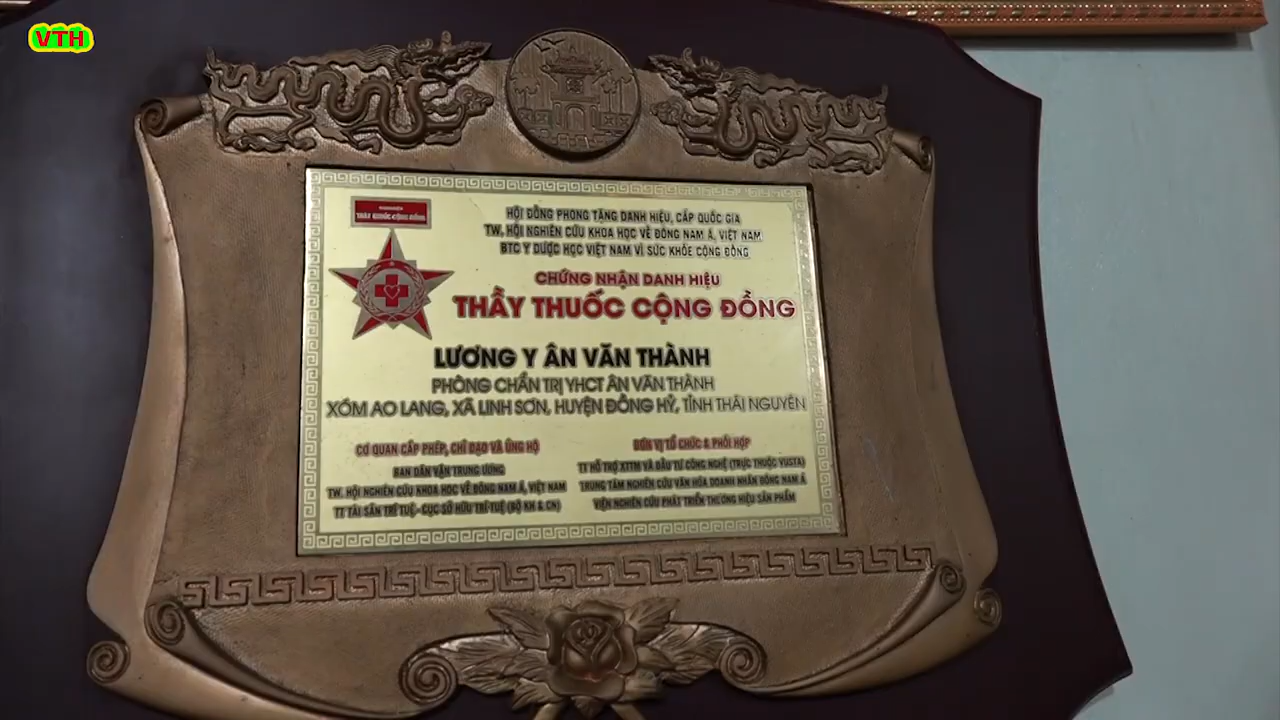 VTH
THẦY THUỐC CỘNG ĐỒNG
HỘI ĐỒNG PHONG TẶNG DANH HIỆU, CẤP QUỐC GIA
TW. HỘI NGHIÊN CỨU KHOA HỌC VỀ ĐÔNG NAM Á, VIỆT NAM
BTC Y DƯỢC HỌC VIỆT NAM VÌ SỨC KHỎE CỘNG ĐỒNG
CHỨNG NHẬN DANH HIỆU
THẦY THUỐC CỘNG ĐỒNG
LƯƠNG Y ÂN VĂN THÀNH
PHÒNG CHẨN TRỊ YHCT ÂN VĂN THÀNH
XÓM AO LANG, XÃ LINH SƠN, HUYỆN ĐỒNG HỶ, TỈNH THÁI NGUYÊN
CƠ QUAN CẤP PHÉP, CHỈ ĐẠO VÀ ỦNG HỘ
BAN DÂN VẬN TRUNG ƯƠNG
TW. HỘI NGHIÊN CỨU KHOA HỌC VỀ ĐÔNG NAM Á, VIỆT NAM
TT TÀI SẢN TRÍ TUỆ - CỤC SỞ HỮU TRÍ TUỆ (BỘ KH & CN)
ĐƠN VỊ TỔ CHỨC & PHỐI HỢP
TT HỖ TRỢ XTTM VÀ ĐẦU TƯ CÔNG NGHỆ (TRỰC THUỘC VUSTA)
TRUNG TÂM NGHIÊN CỨU VĂN HÓA DOANH NHÂN ĐÔNG NAM Á
VIỆN NGHIÊN CỨU PHÁT TRIỂN THƯƠNG HIỆU SẢN PHẨM